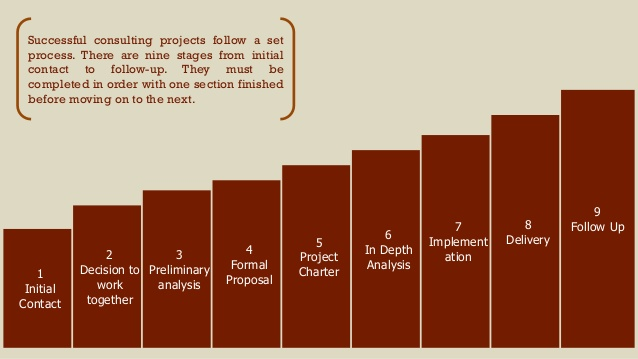 Successful consulting projects follow a set
process. There are nine stages from initial
contact to follow-up. They must be
completed in order with one section finished
before moving on to the next.
1
Initial
Contact
2
Decision to
work
together
3
Preliminary
analysis
4
Formal
Proposal
5
Project
Charter
6
In Depth
Analysis
7
Implement
ation
8
Delivery
9
Follow Up